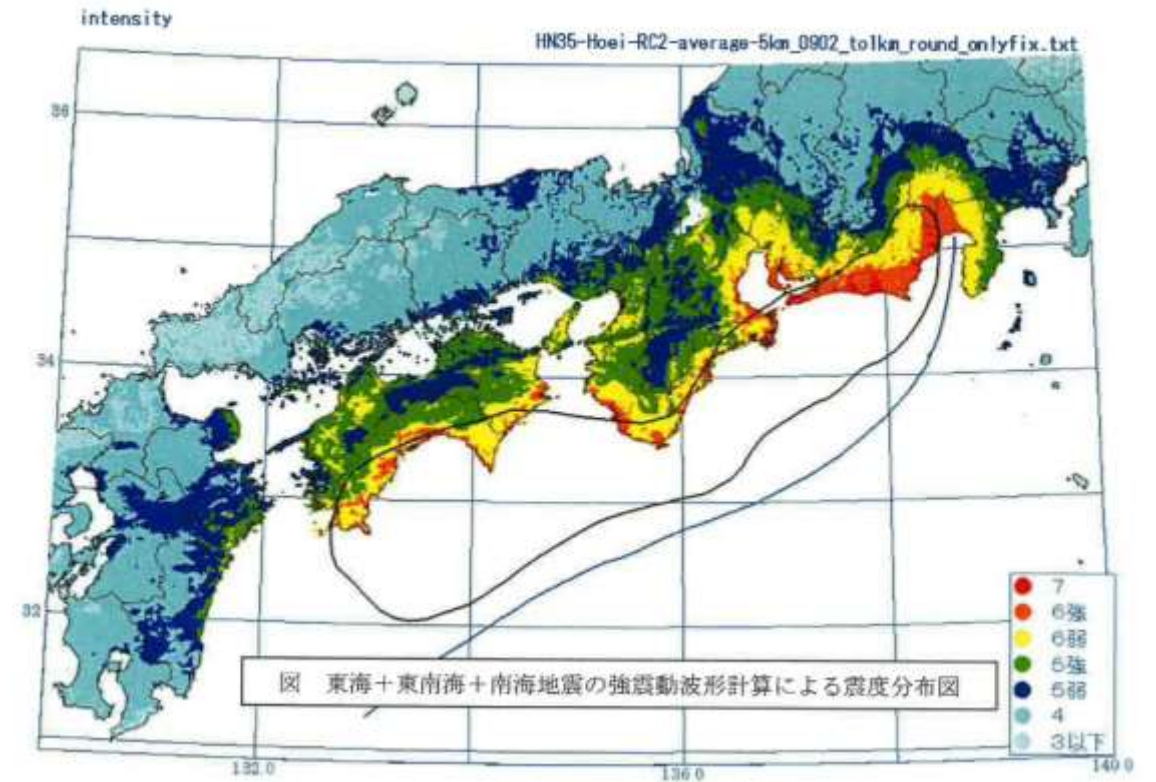 intensity
HN35-Hoei-RC2-average-5km_0902_to1km_round_onlyfix.txt
36
34
32
7
6強
6弱
5強
5弱
4
3以下
図 東海+東南海+南海地震の強震動波形計算による震度分布図
132.0
136.0
140.0